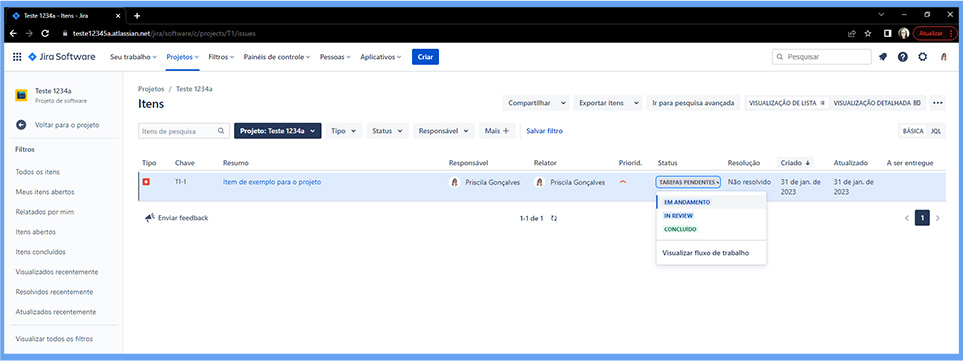 Teste 1234a - Itens - Jira
teste12345a.atlassian.net/jira/software/c/projects/T1/issues
Atualizar
Jira Software
Seu trabalho
Projetos
Filtros
Painéis de controle
Pessoas
Aplicativos
Criar
Pesquisar
Teste 1234a
Projeto de software
Voltar para o projeto
Filtros
Todos os itens
Meus itens abertos
Relatados por mim
Itens abertos
Itens concluídos
Visualizados recentemente
Resolvidos recentemente
Atualizados recentemente
Visualizar todos os filtros
Projetos / Teste 1234a
Itens
Compartilhar
Exportar itens
Ir para pesquisa avançada
VISUALIZAÇÃO DE LISTA
VISUALIZAÇÃO DETALHADA
Itens de pesquisa
Projeto: Teste 1234a
Tipo
Status
Responsável
Mais +
Salvar filtro
BÁSICA
JQL
Tipo Chave Resumo Responsável Relator Priorid. Status Resolução Criado Atualizado A ser entregue
T1-1 Item de exemplo para o projeto Priscila Gonçalves Priscila Gonçalves TAREFAS PENDENTES Não resolvido 31 de jan. de 2023 31 de jan. de 2023
EM ANDAMENTO
IN REVIEW
CONCLUÍDO
Visualizar fluxo de trabalho
Enviar feedback
1-1 de 1
1